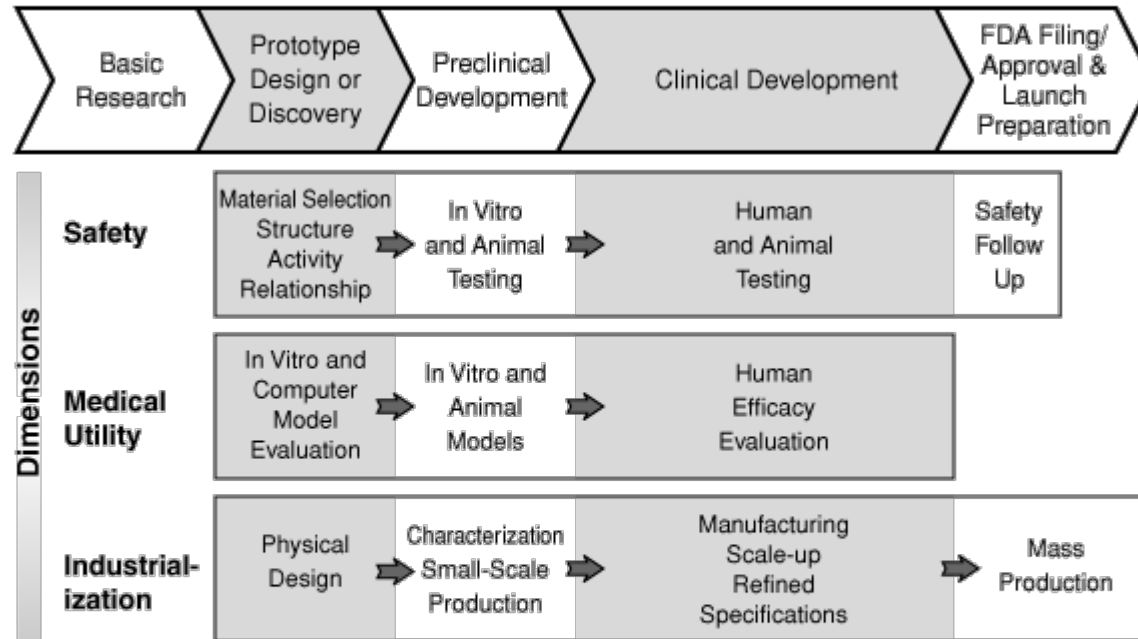 Basic
Research
Prototype
Design or
Discovery
Preclinical
Development
Clinical Development
FDA Filing/
Approval &
Launch
Preparation
Dimensions
Safety
Material Selection
Structure
Activity
Relationship
In Vitro
and Animal
Testing
Human
and Animal
Testing
Safety
Follow
Up
Medical
Utility
In Vitro and
Computer
Model
Evaluation
In Vitro and
Animal
Models
Human
Efficacy
Evaluation
Industrial-
ization
Physical
Design
Characterization
Small-Scale
Production
Manufacturing
Scale-up
Refined
Specifications
Mass
Production